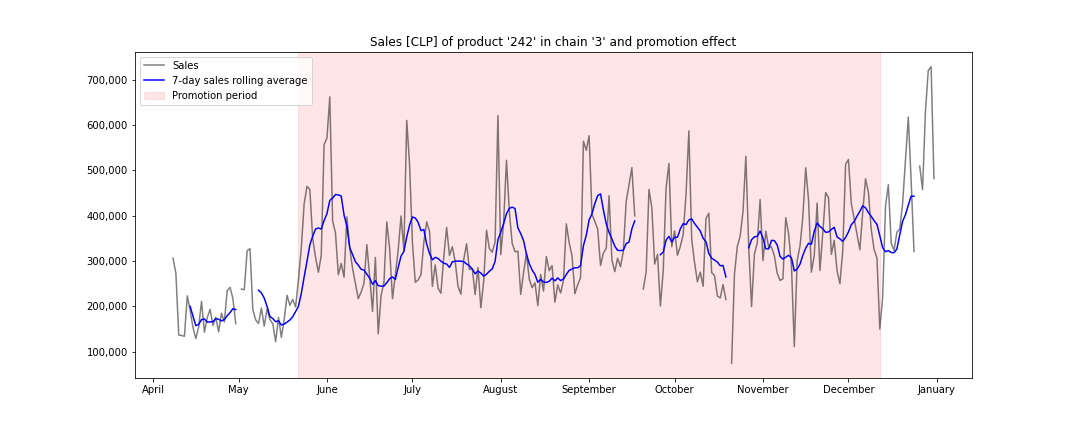 Sales [CLP] of product '242' in chain '3' and promotion effect
Sales
7-day sales rolling average
Promotion period
700,000
600,000
500,000
400,000
300,000
200,000
100,000
April May June July August September October November December January